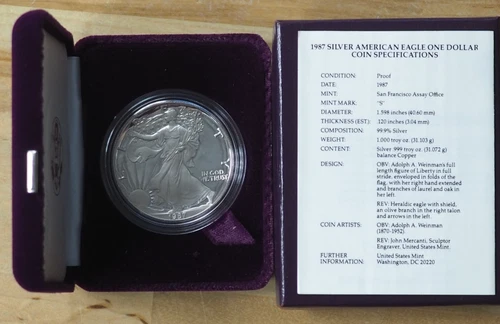 1987 SILVER AMERICAN EAGLE ONE DOLLAR
COIN SPECIFICATIONS
CONDITION: Proof
DATE: 1987
MINT: San Francisco Assay Office
MINT MARK: "S"
DIAMETER: 1.598 inches (40.60 mm)
THICKNESS (EST): .120 inches (3.04 mm)
COMPOSITION: 99.9% Silver
WEIGHT: 1.000 troy oz. (31.103 g)
CONTENT: Silver .999 troy oz. (31.072 g)
balance Copper
DESIGN: OBV: Adolph A. Weinman's full
length figure of Liberty in full
stride, enveloped in folds of the
flag, with her right hand extended
and branches of laurel and oak in
her left.
REV: Heraldic eagle with shield,
an olive branch in the right talon
and arrows in the left.
COIN ARTISTS: OBV: Adolph A. Weinman
(1870-1952)
REV: John Mercanti, Sculptor
Engraver, United States Mint.
FURTHER
INFORMATION: United States Mint
Washington, DC 20220
IN GOD
WE TRUST
1987